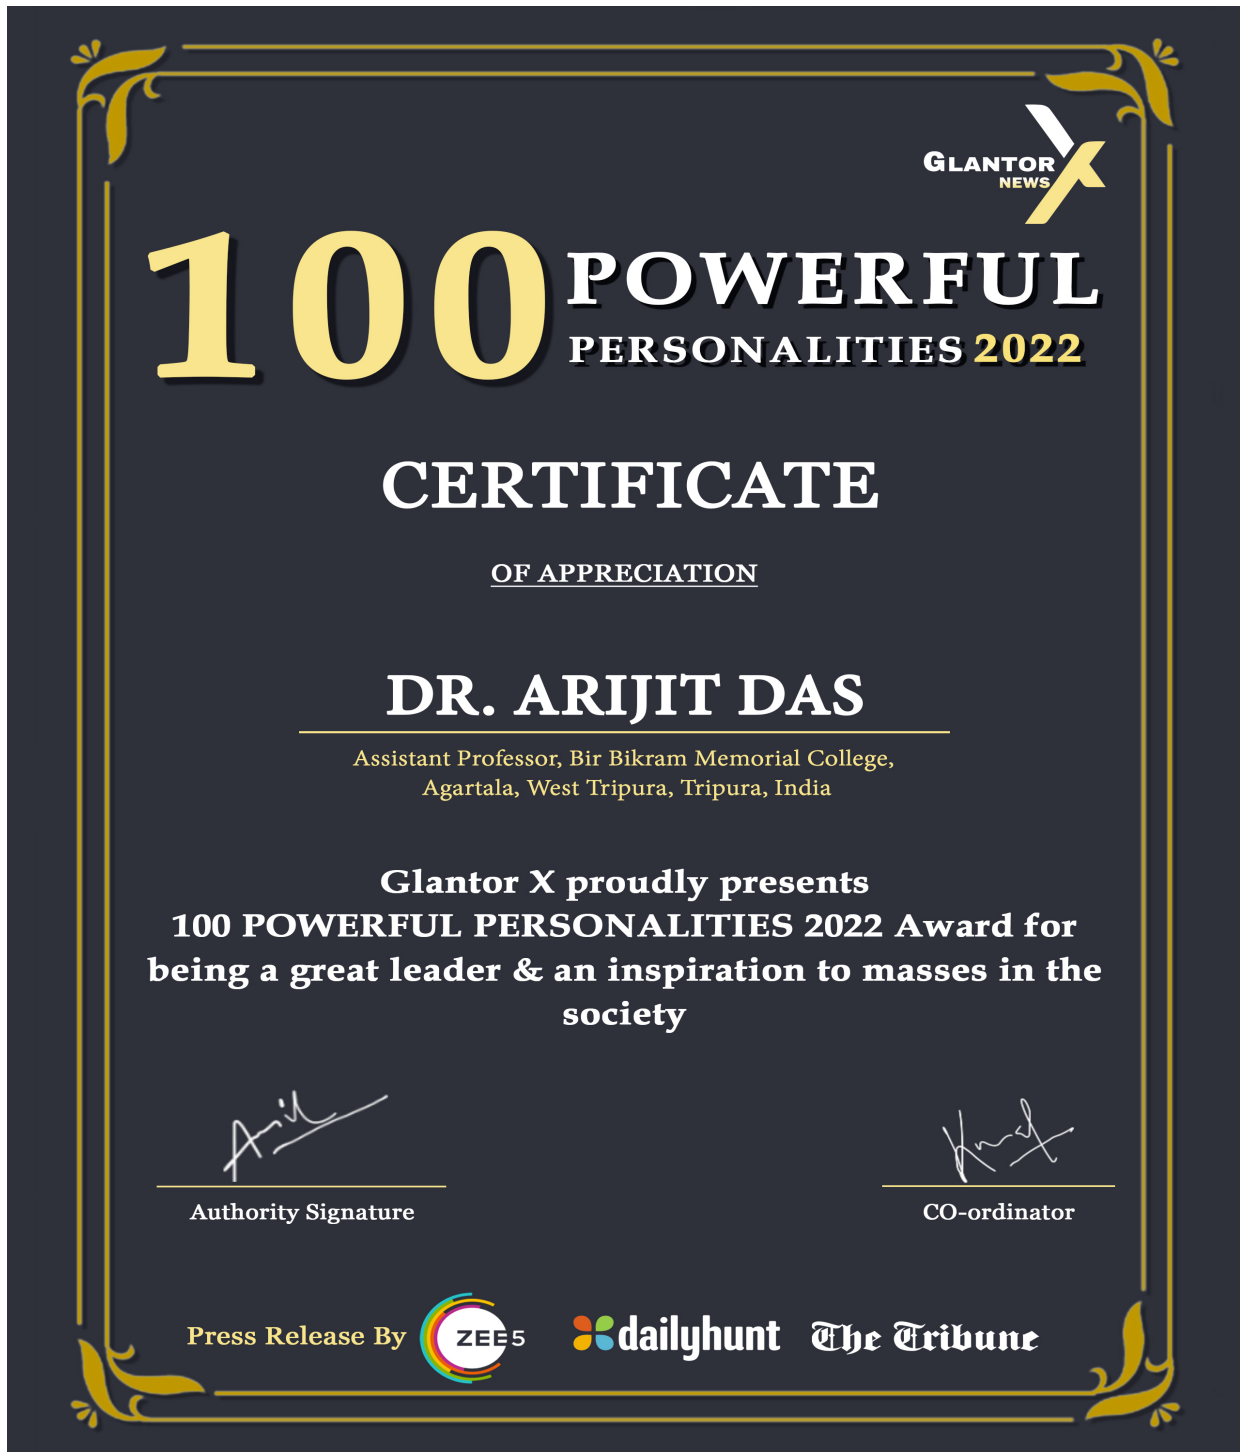 GLANTOR X
NEWS
100 POWERFUL
PERSONALITIES 2022
CERTIFICATE
OF APPRECIATION
DR. ARIJIT DAS
Assistant Professor, Bir Bikram Memorial College,
Agartala, West Tripura, Tripura, India
Glantor X proudly presents
100 POWERFUL PERSONALITIES 2022 Award for
being a great leader & an inspiration to masses in the
society
Authority Signature
CO-ordinator
Press Release By ZEE5 dailyhunt The Tribune